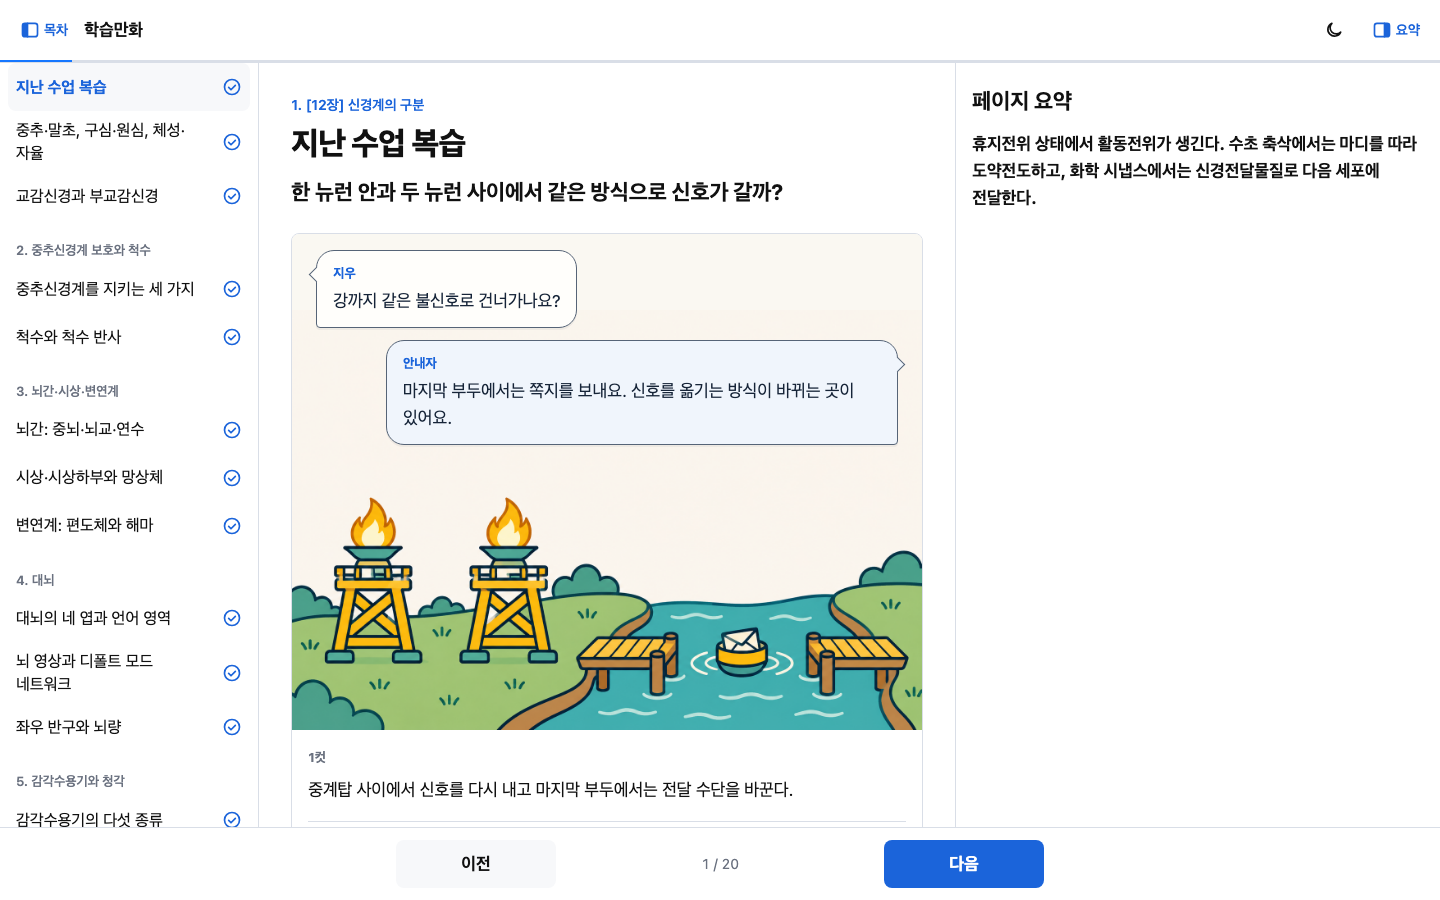 목차
학습만화
요약
지난 수업 복습
중추·말초, 구심·원심, 체성·
자율
교감신경과 부교감신경
2. 중추신경계 보호와 척수
중추신경계를 지키는 세 가지
척수와 척수 반사
3. 뇌간·시상·변연계
뇌간: 중뇌·뇌교·연수
시상·시상하부와 망상체
변연계: 편도체와 해마
4. 대뇌
대뇌의 네 엽과 언어 영역
뇌 영상과 디폴트 모드
네트워크
좌우 반구와 뇌량
5. 감각수용기와 청각
감각수용기의 다섯 종류
1. [12장] 신경계의 구분
지난 수업 복습
한 뉴런 안과 두 뉴런 사이에서 같은 방식으로 신호가 갈까?
지우
강까지 같은 불신호로 건너가나요?
안내자
마지막 부두에서는 쪽지를 보내요. 신호를 옮기는 방식이 바뀌는 곳이
있어요.
1컷
중계탑 사이에서 신호를 다시 내고 마지막 부두에서는 전달 수단을 바꾼다.
페이지 요약
휴지전위 상태에서 활동전위가 생긴다. 수초 축삭에서는 마디를 따라
도약전도하고, 화학 시냅스에서는 신경전달물질로 다음 세포에
전달한다.
이전
1 / 20
다음